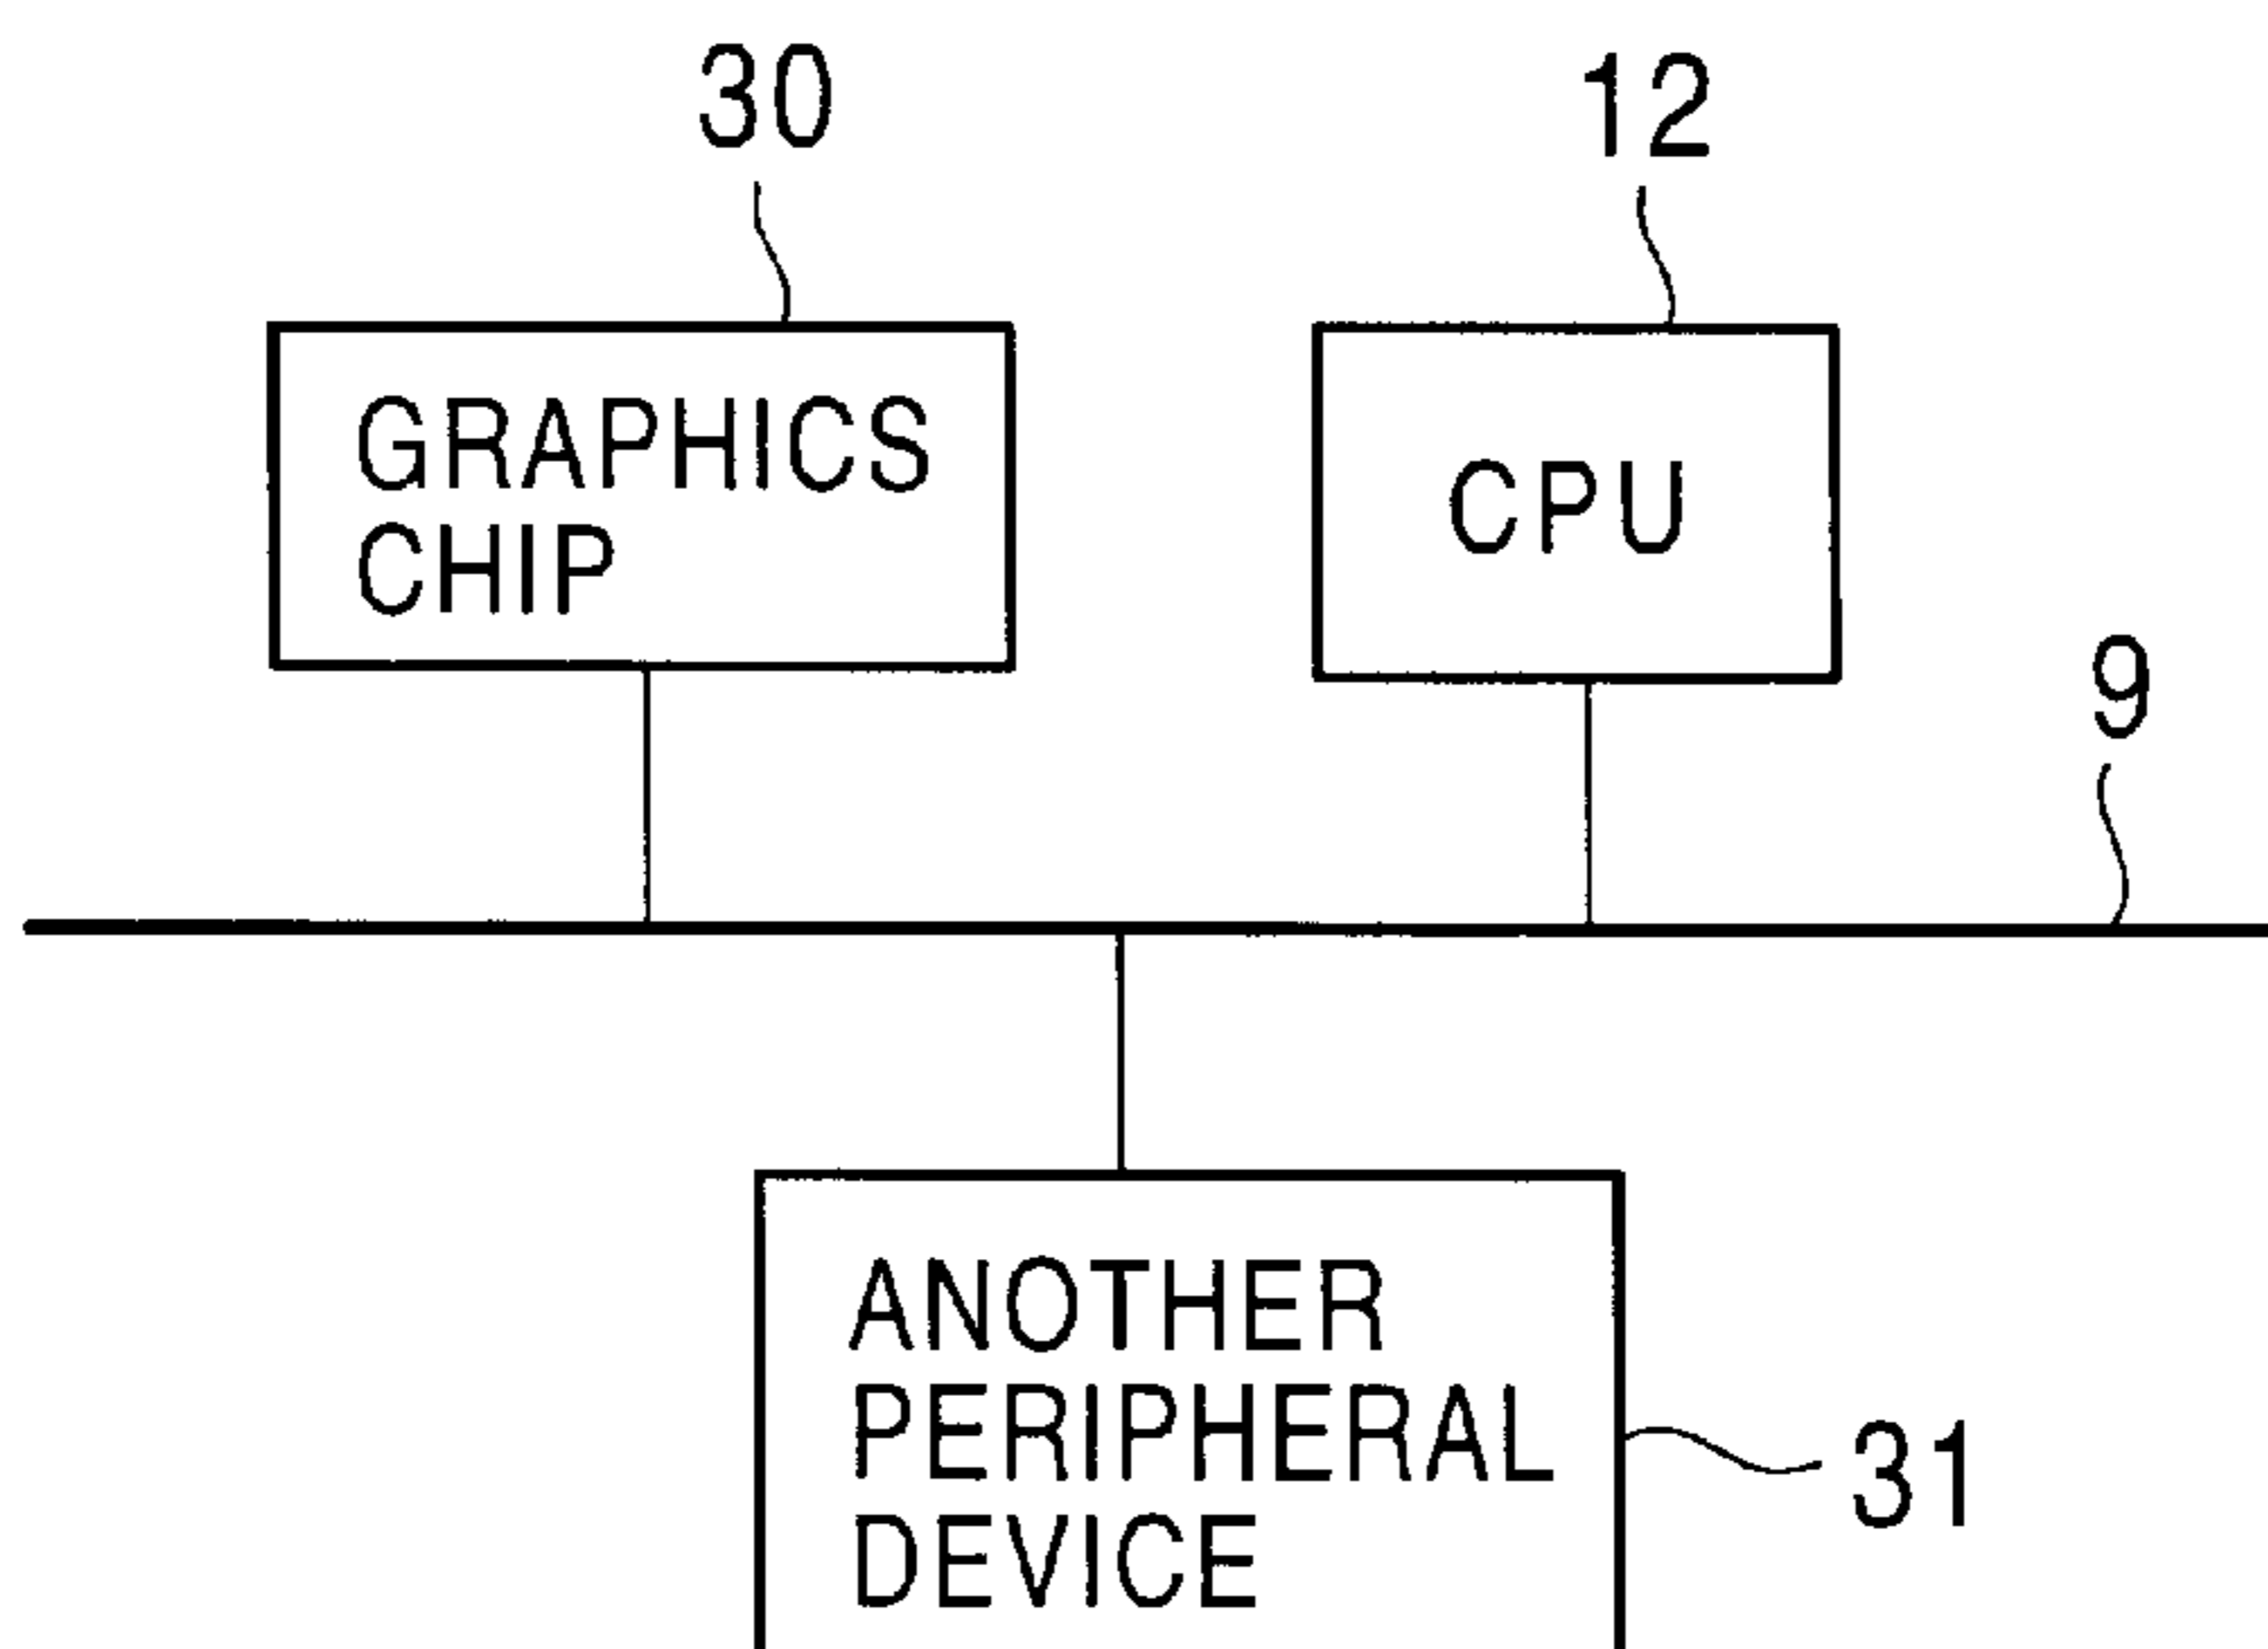 30
12
GRAPHICS
CHIP
CPU
9
ANOTHER
PERIPHERAL
DEVICE
31